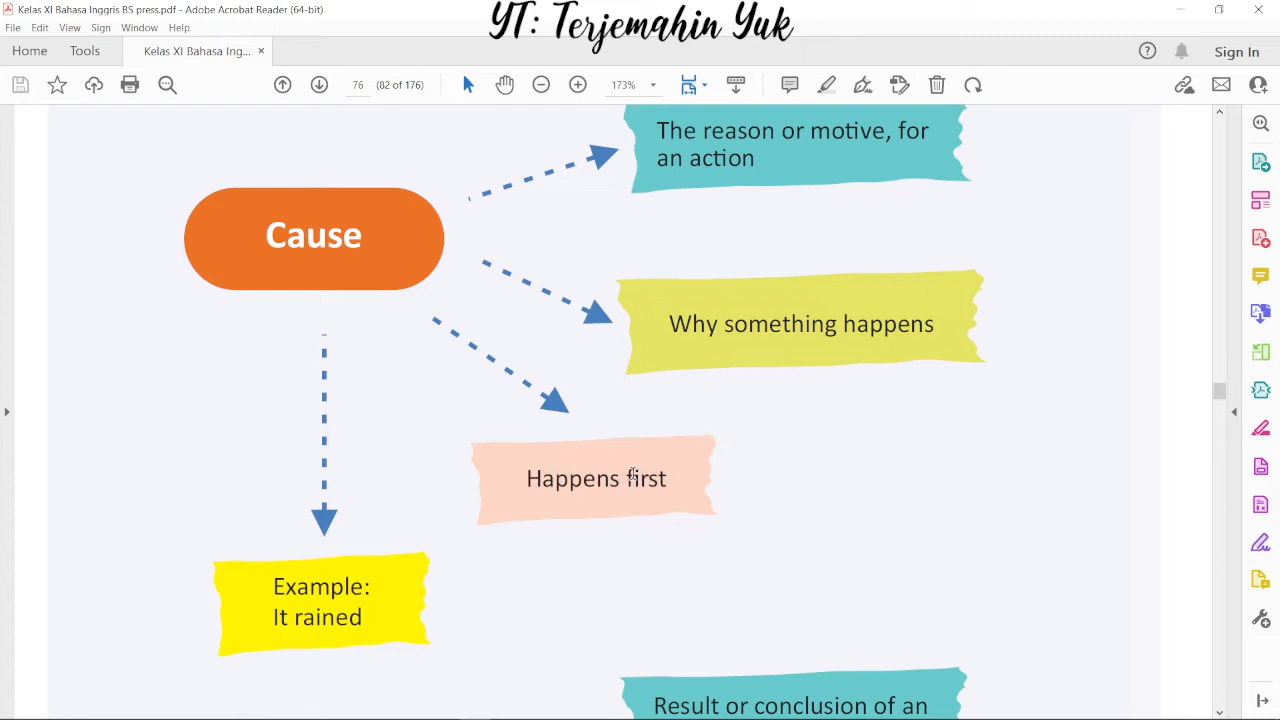 Kelas XI Bahasa Inggris BS press.pdf - Adobe Acrobat Reader (64-bit)
YT: Terjemahin Yuk
File Edit View Sign Window Help
Home Tools Kelas XI Bahasa Ing... × Sign In
76 (82 of 176) 173%
The reason or motive, for
an action
Cause
Why something happens
Happens first
Example:
It rained
Result or conclusion of an